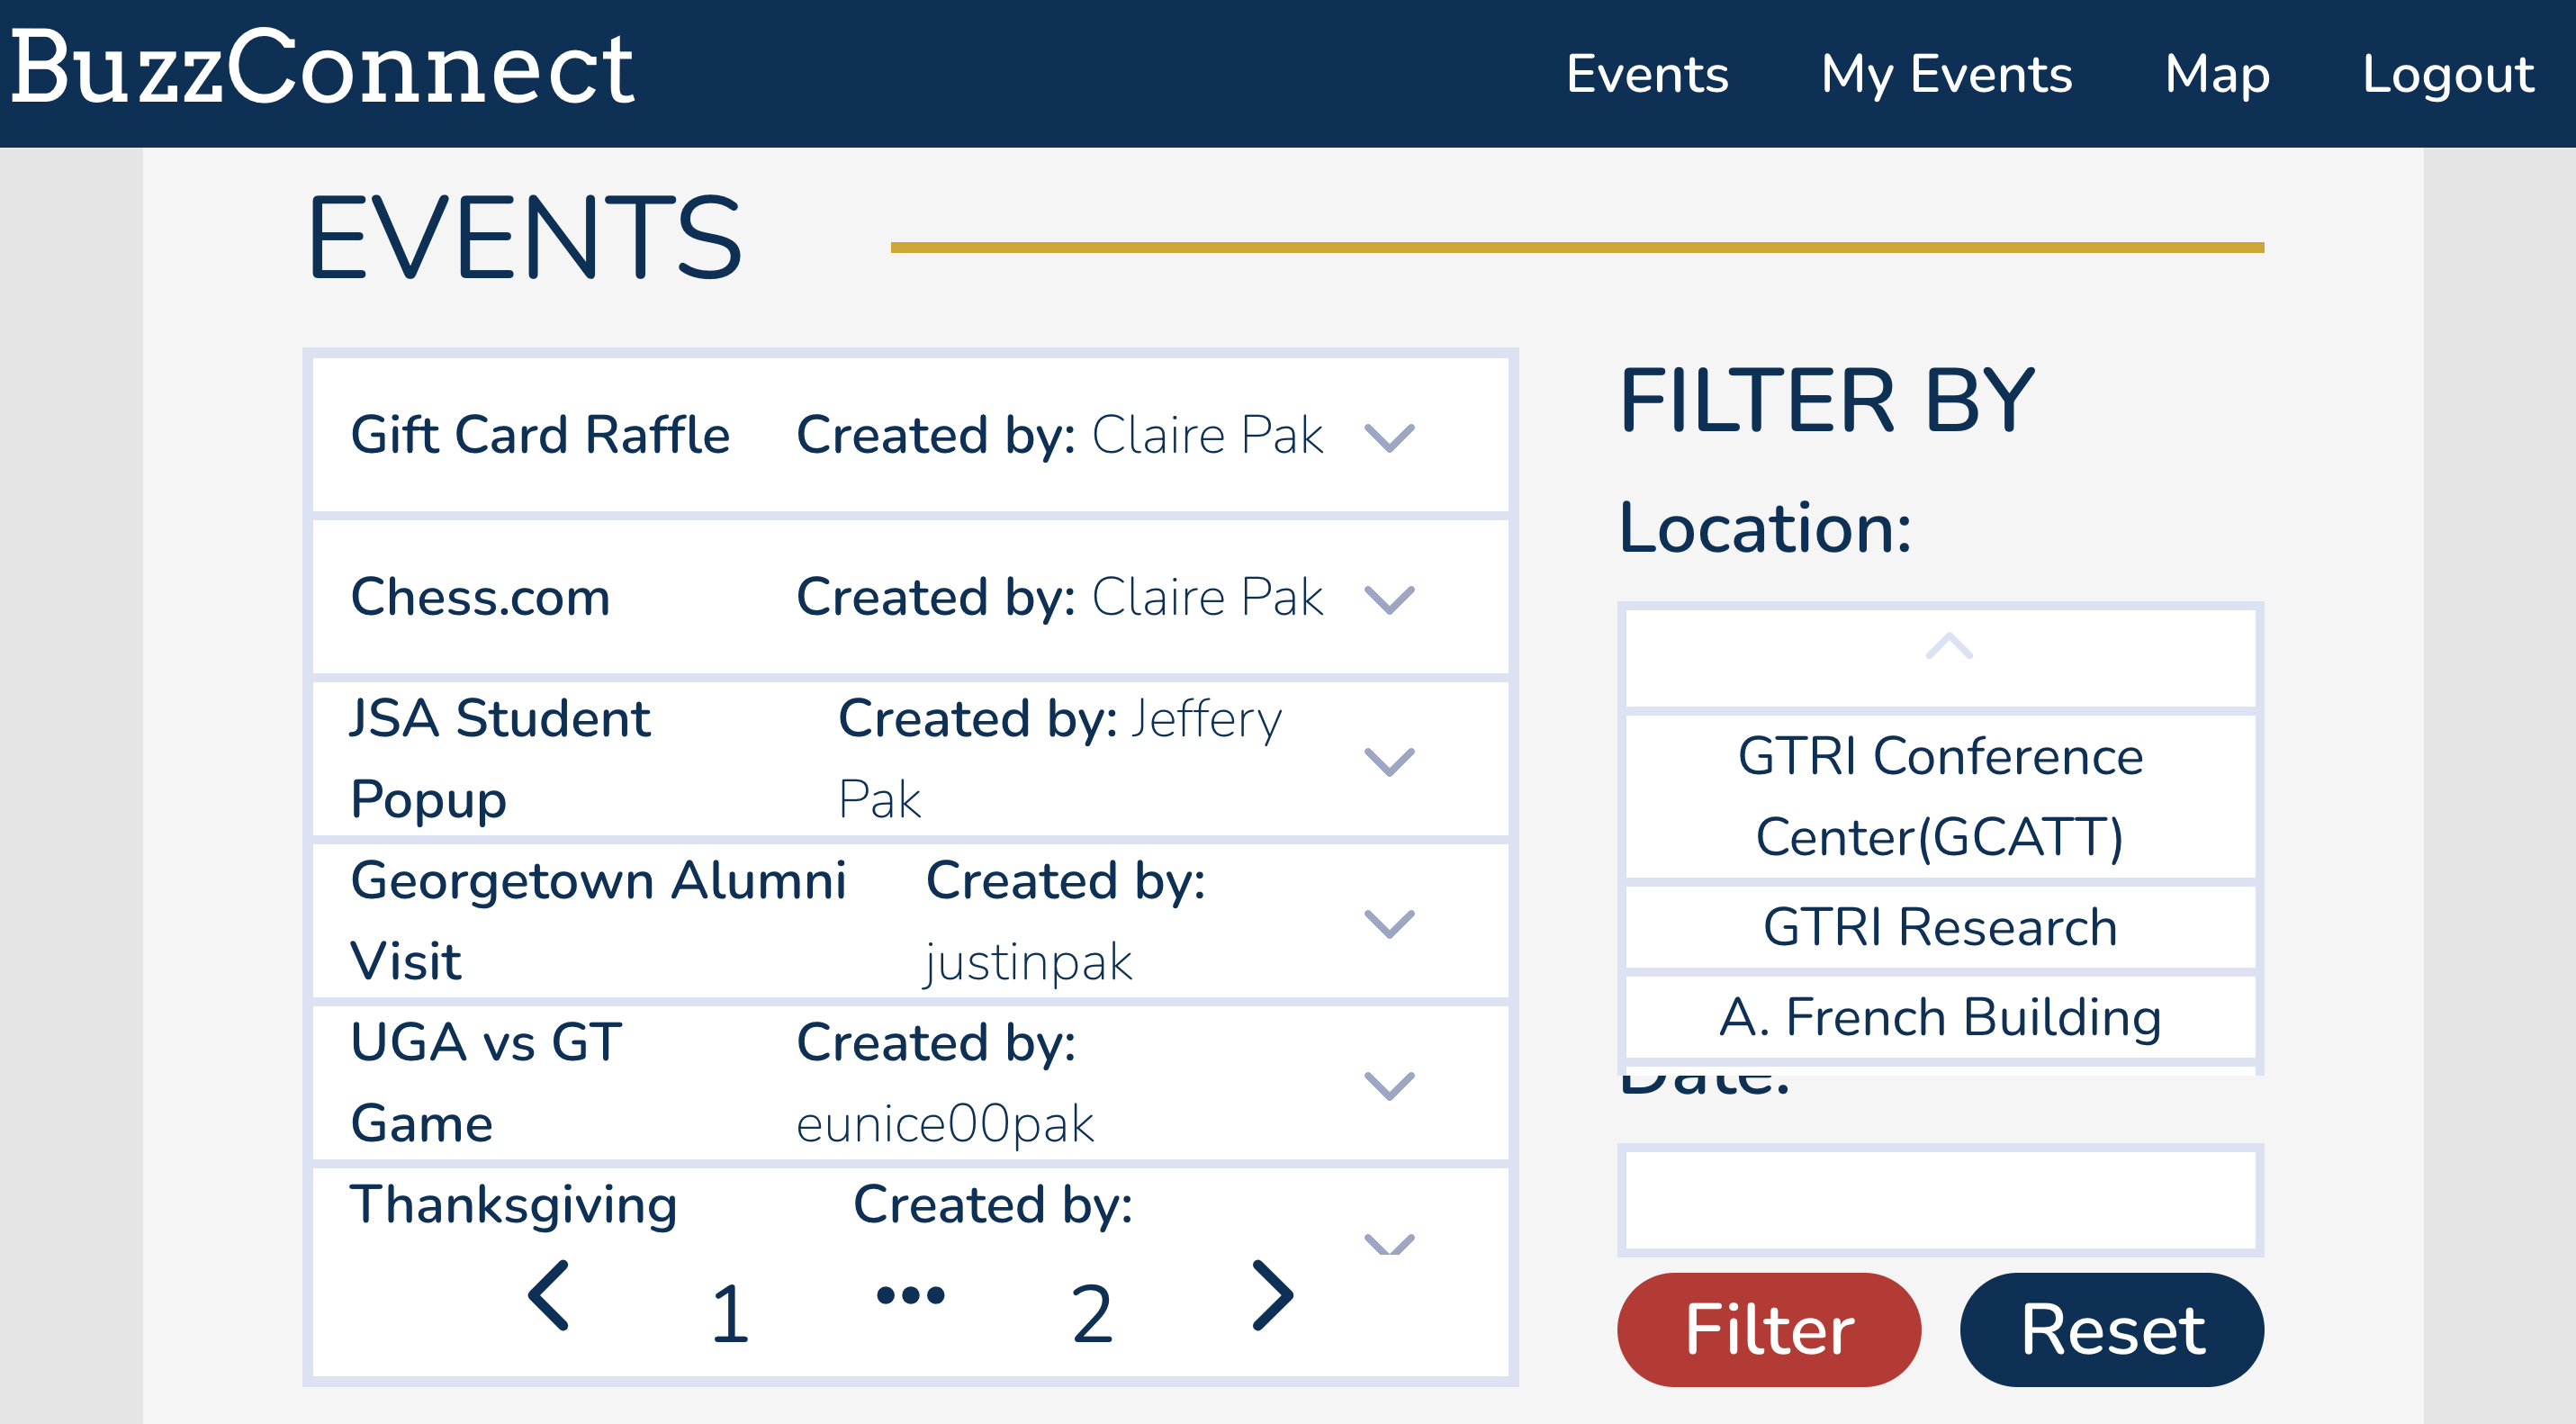 BuzzConnect
Events
My Events
Map
Logout
EVENTS
Gift Card Raffle
Created by: Claire Pak
Chess.com
Created by: Claire Pak
JSA Student
Popup
Created by: Jeffery
Pak
Georgetown Alumni
Visit
Created by:
justinpak
UGA vs GT
Game
Created by:
eunice00pak
Thanksgiving
Created by:
1
•••
2
FILTER BY
Location:
GTRI Conference
Center(GCATT)
GTRI Research
A. French Building
Date:
Filter
Reset